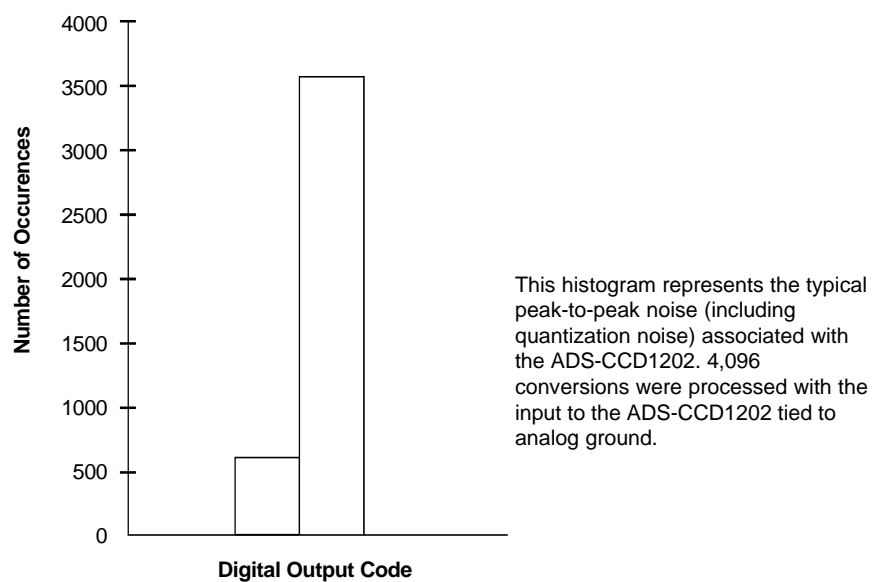 4000
3500
3000
2500
2000
1500
1000
500
0
Number of Occurences
Digital Output Code
This histogram represents the typical
peak-to-peak noise (including
quantization noise) associated with
the ADS-CCD1202. 4,096
conversions were processed with the
input to the ADS-CCD1202 tied to
analog ground.